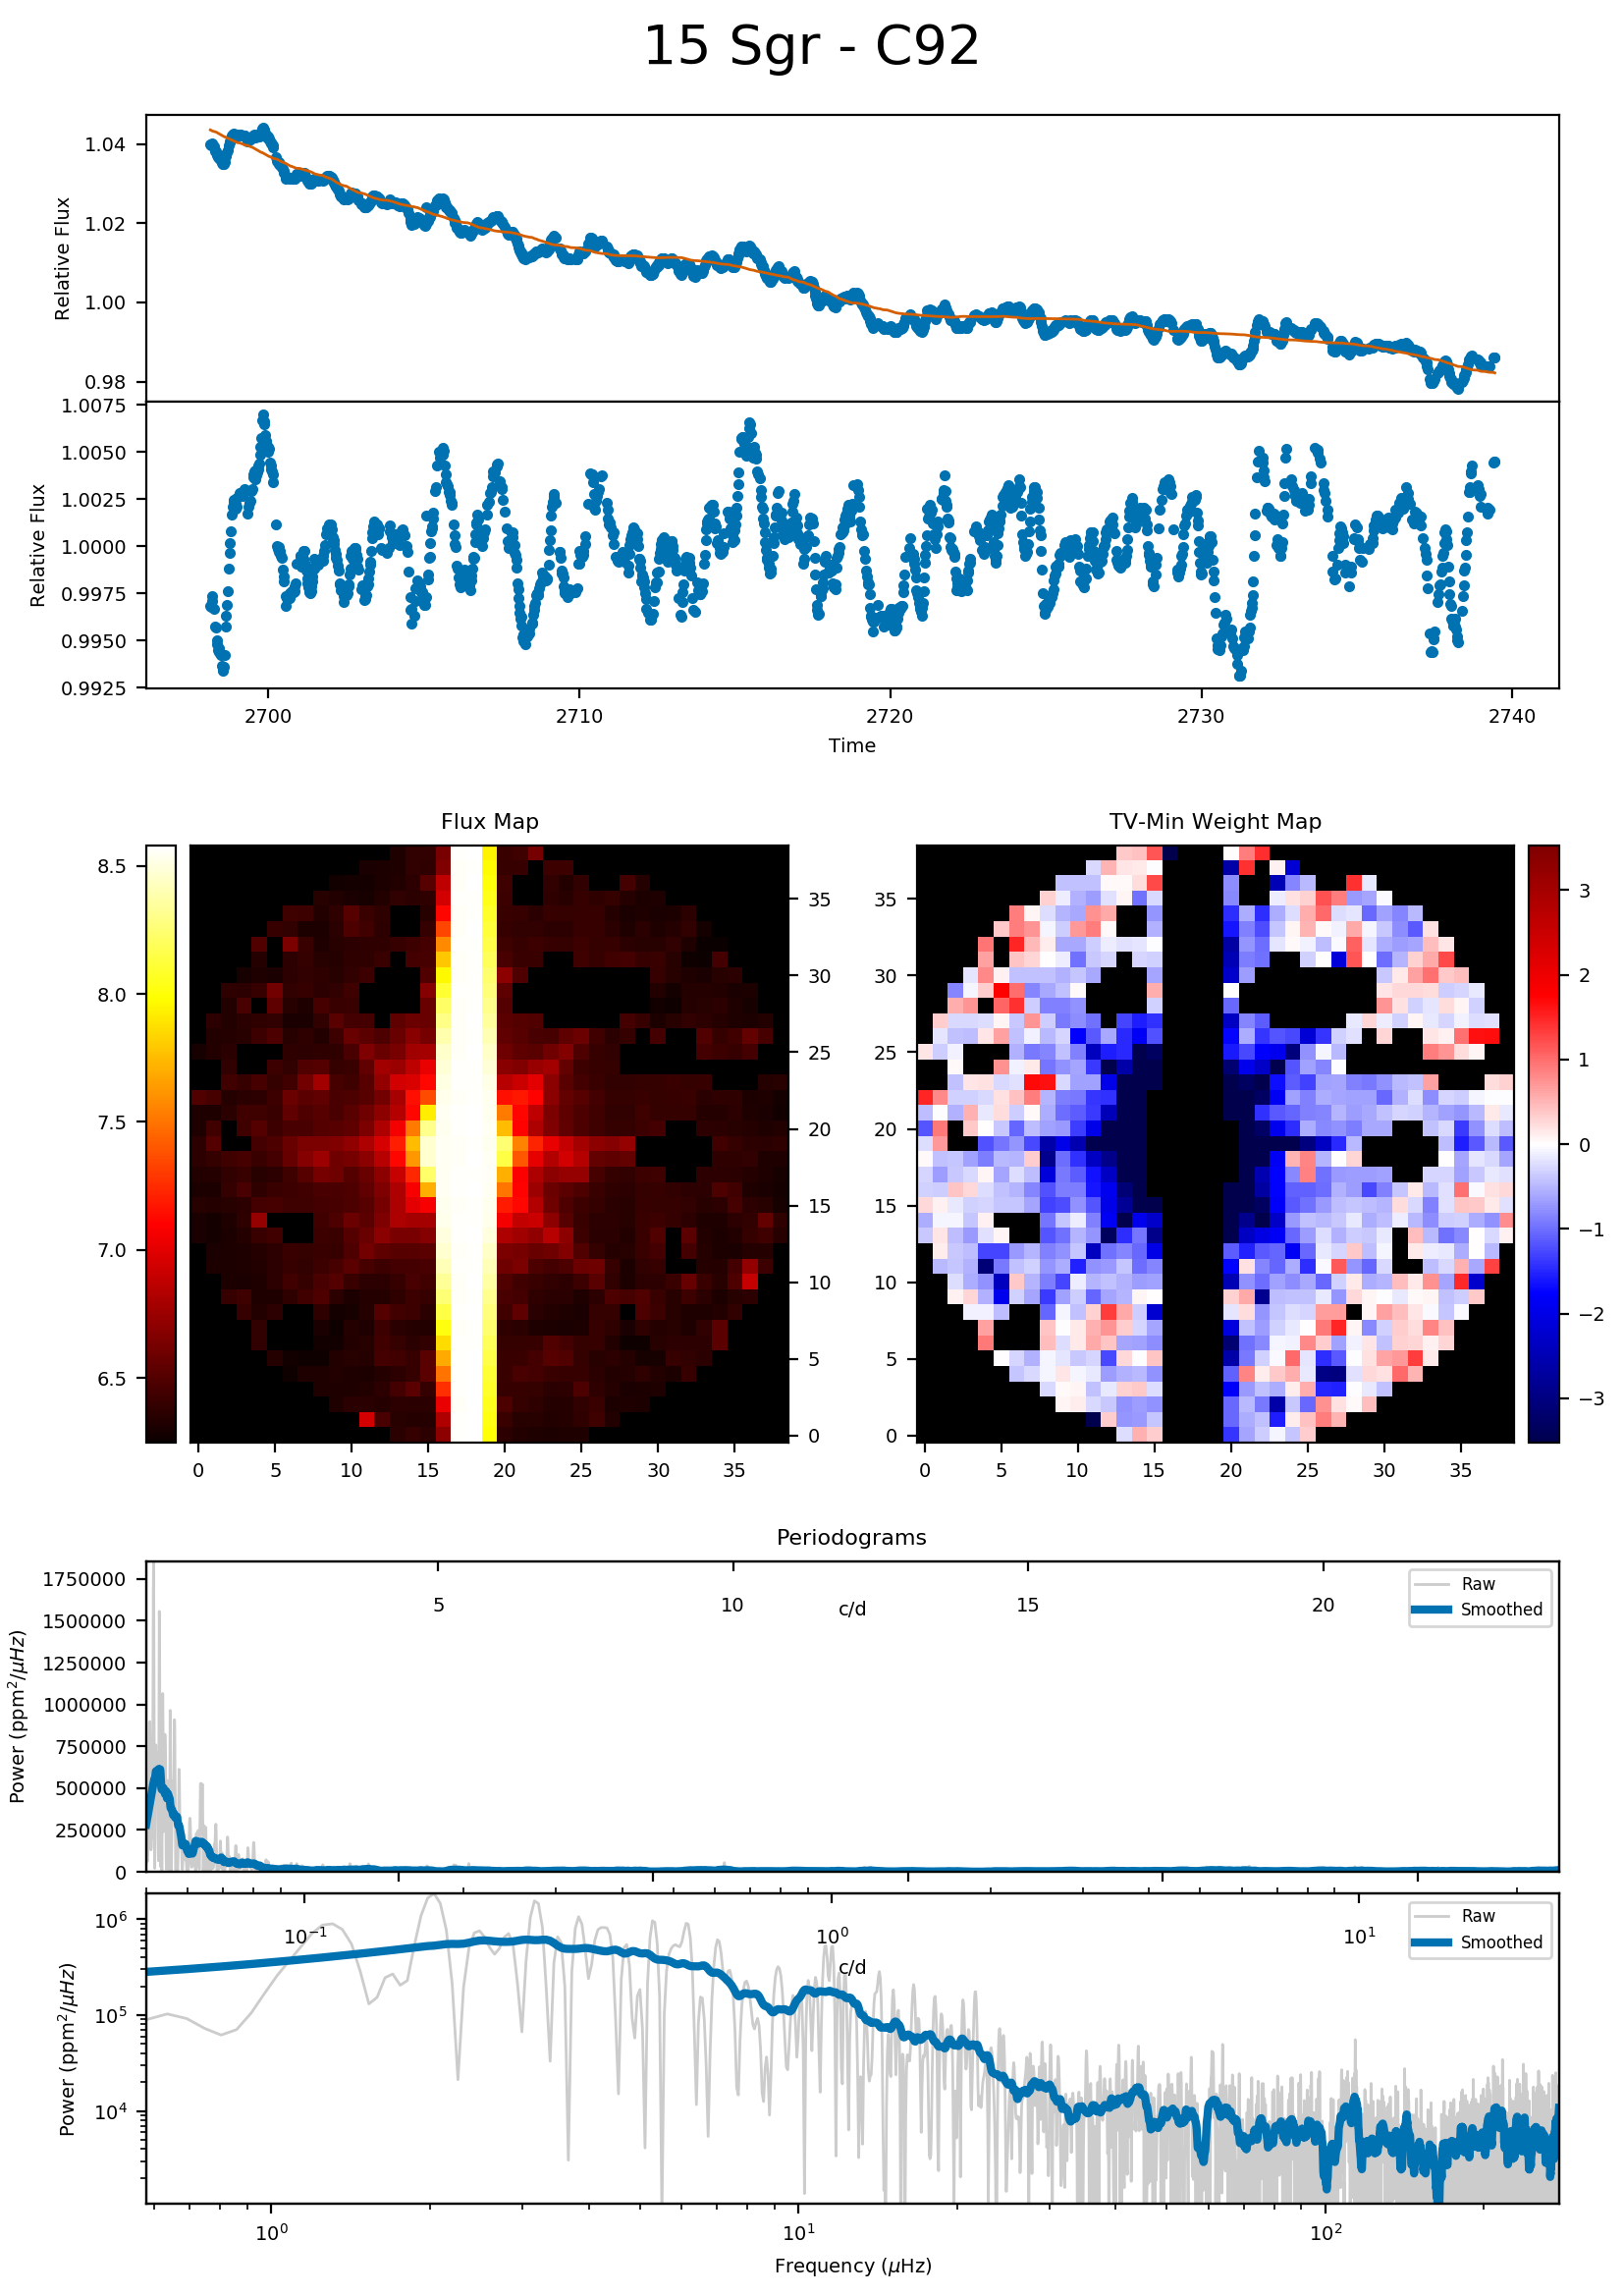 15 Sgr - C92
Relative Flux
1.04
1.02
1.00
0.98
Relative Flux
1.0075
1.0050
1.0025
1.0000
0.9975
0.9950
0.9925
2700 2710 2720 2730 2740
Time
Flux Map
8.5
8.0
7.5
7.0
6.5
35
30
25
20
15
10
5
0
0 5 10 15 20 25 30 35
TV-Min Weight Map
35
30
25
20
15
10
5
0
0 5 10 15 20 25 30 35
3
2
1
0
−1
−2
−3
Periodograms
Power (ppm²/μHz)
1750000
1500000
1250000
1000000
750000
500000
250000
0
5 10 15 20
c/d
Raw
Smoothed
Power (ppm²/μHz)
10⁶
10⁵
10⁴
10⁻¹ 10⁰ 10¹
c/d
Raw
Smoothed
10⁰ 10¹ 10²
Frequency (μHz)